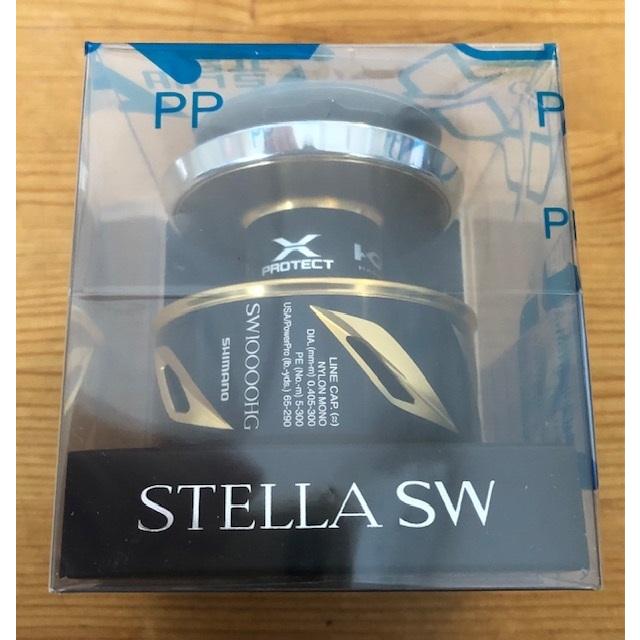 PP
P
P
X
PROTECT
LINE CAP. (≈)
NYLON MONO
DIA. (mm-m) 0.405-300
PE (No.-m) 5-300
USA/PowerPro (lb.-yds.) 65-290
SW10000HG
SHIMANO
STELLA SW